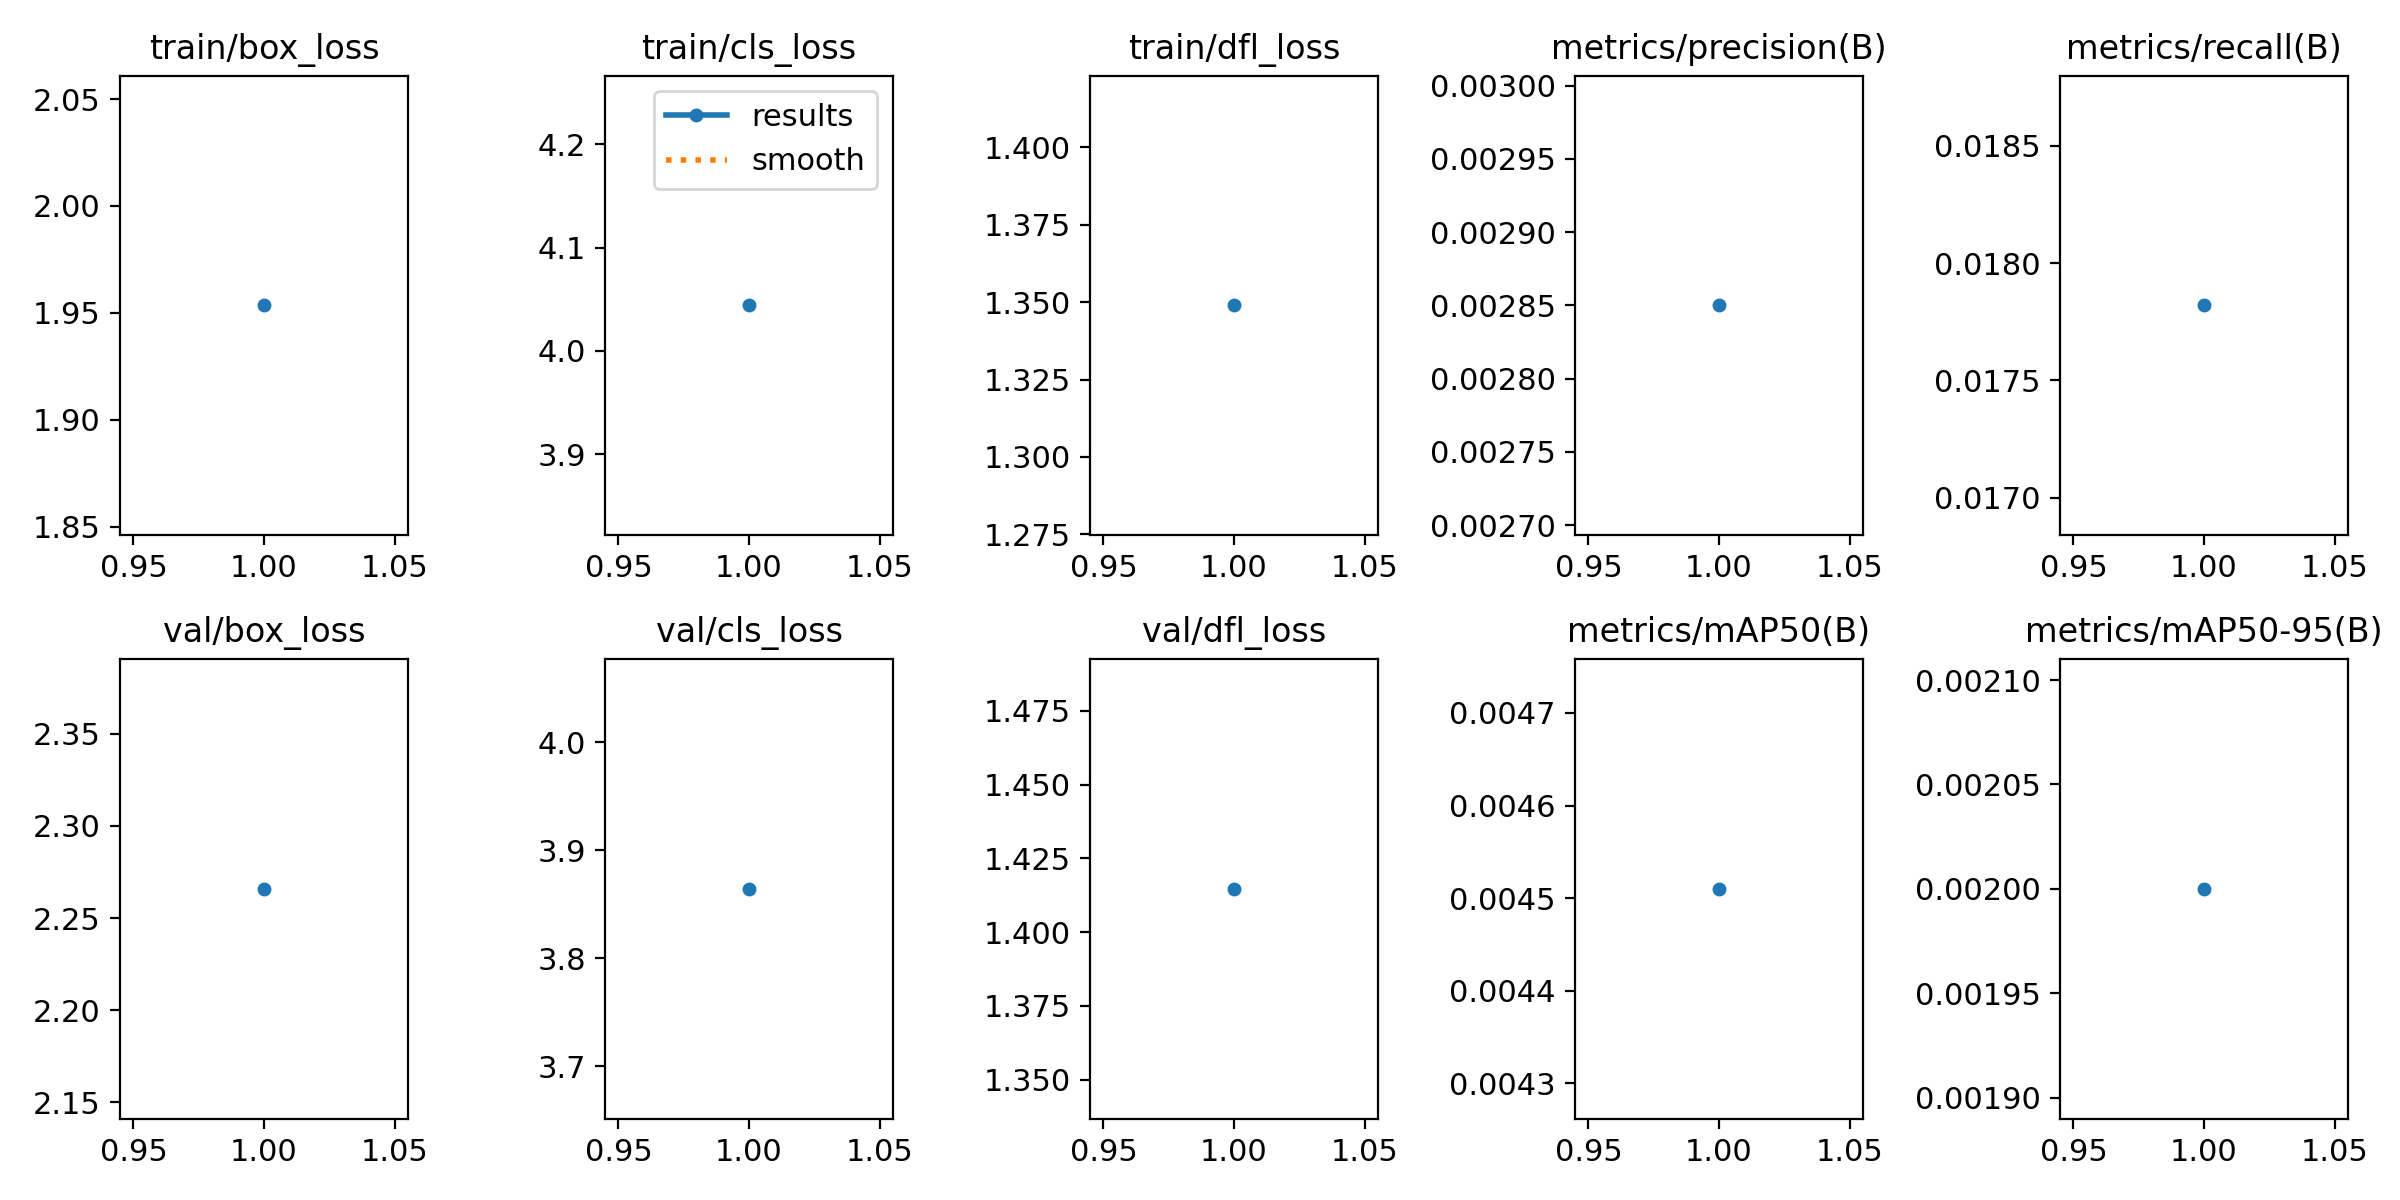 train/box_loss
2.05
2.00
1.95
1.90
1.85
0.95 1.00 1.05
train/cls_loss
results
smooth
4.2
4.1
4.0
3.9
0.95 1.00 1.05
train/dfl_loss
1.400
1.375
1.350
1.325
1.300
1.275
0.95 1.00 1.05
metrics/precision(B)
0.00300
0.00295
0.00290
0.00285
0.00280
0.00275
0.00270
0.95 1.00 1.05
metrics/recall(B)
0.0185
0.0180
0.0175
0.0170
0.95 1.00 1.05
val/box_loss
2.35
2.30
2.25
2.20
2.15
0.95 1.00 1.05
val/cls_loss
4.0
3.9
3.8
3.7
0.95 1.00 1.05
val/dfl_loss
1.475
1.450
1.425
1.400
1.375
1.350
0.95 1.00 1.05
metrics/mAP50(B)
0.0047
0.0046
0.0045
0.0044
0.0043
0.95 1.00 1.05
metrics/mAP50-95(B)
0.00210
0.00205
0.00200
0.00195
0.00190
0.95 1.00 1.05